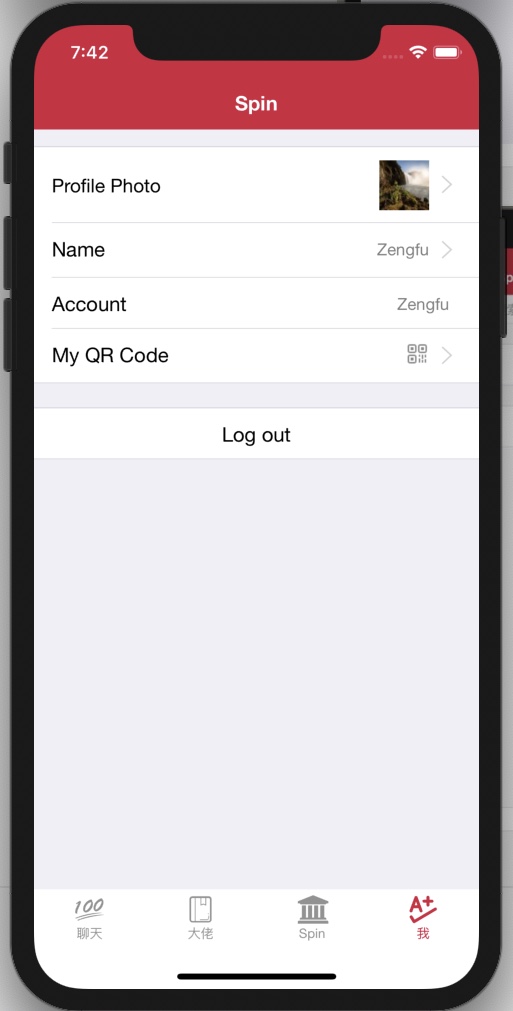 7:42
Spin
Profile Photo
Name Zengfu
Account Zengfu
My QR Code
Log out
100
A+
聊天 大佬 Spin 我